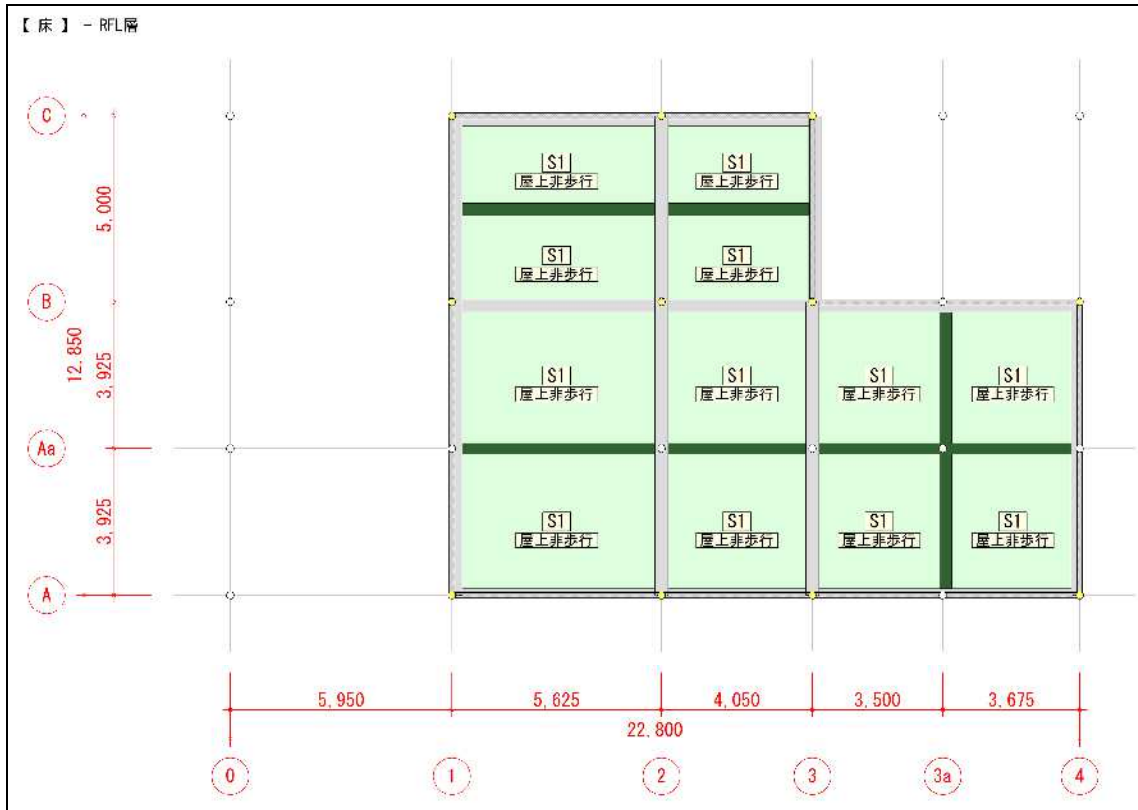 【 床 】 - RFL層
C
5,000
S1
屋上非歩行
S1
屋上非歩行
S1
屋上非歩行
S1
屋上非歩行
B
12.850
3,925
S1
屋上非歩行
S1
屋上非歩行
S1
屋上非歩行
S1
屋上非歩行
Aa
3,925
S1
屋上非歩行
S1
屋上非歩行
S1
屋上非歩行
S1
屋上非歩行
A
5,950
5,625
4,050
3,500
3,675
22.800
0
1
2
3
3a
4